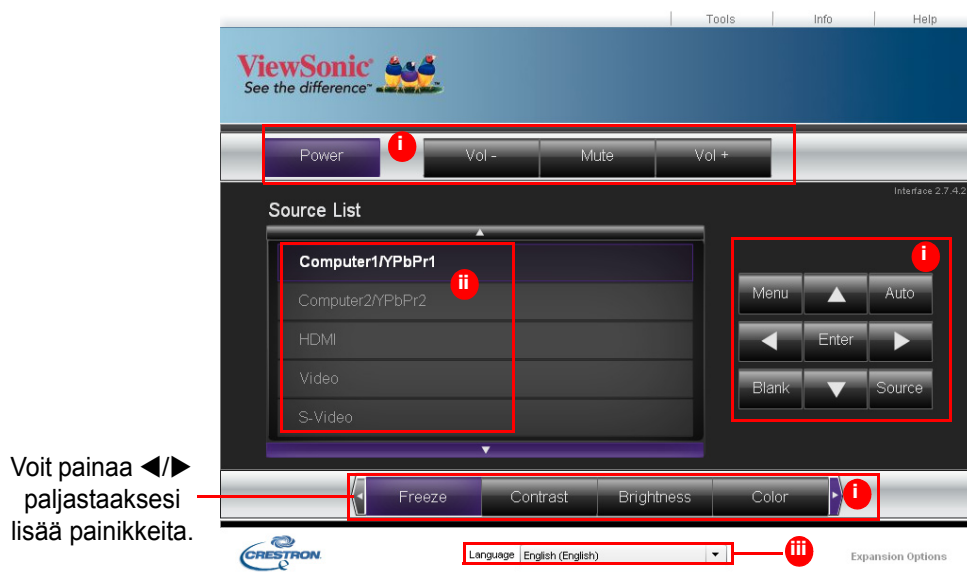 Tools Info Help
ViewSonic®
See the difference™
Power i Vol - Mute Vol +
Interface 2.7.4.2
Source List
Computer1/YPbPr1
ii
Computer2/YPbPr2
HDMI
Video
S-Video
i
Menu ▲ Auto
◀ Enter ▶
Blank ▼ Source
Voit painaa ◀/▶
paljastaaksesi
lisää painikkeita.
Freeze Contrast Brightness Color i
CRESTRON
Language English (English) iii Expansion Options